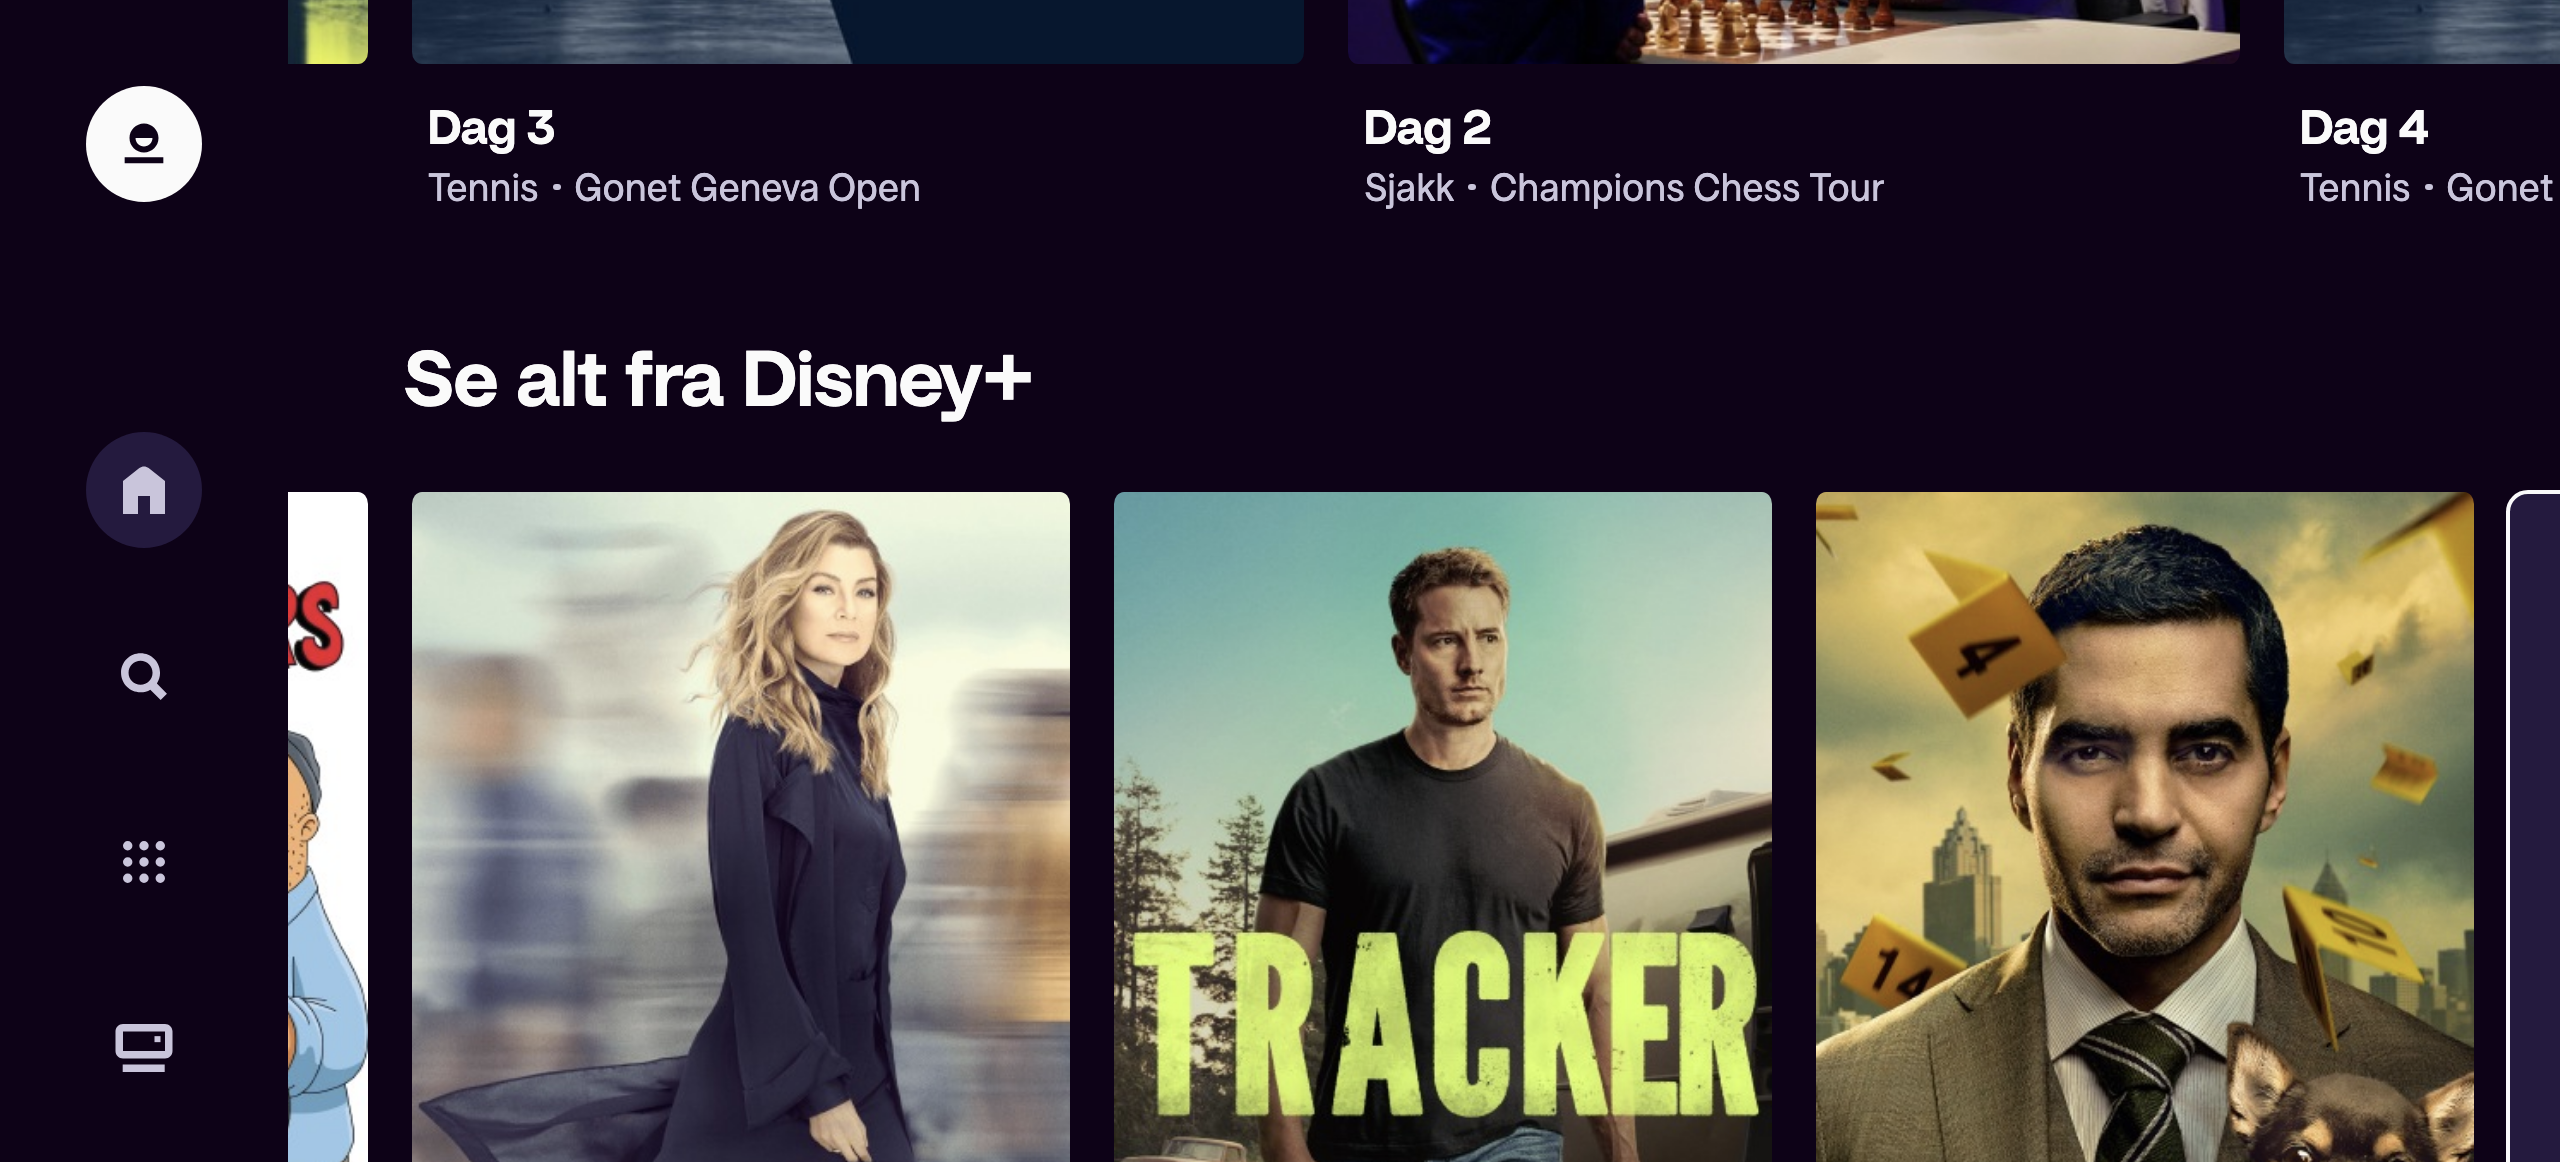 Dag 3
Tennis • Gonet Geneva Open
Dag 2
Sjakk • Champions Chess Tour
Dag 4
Tennis • Gonet
Se alt fra Disney+
RS
4
TRACKER
14
10